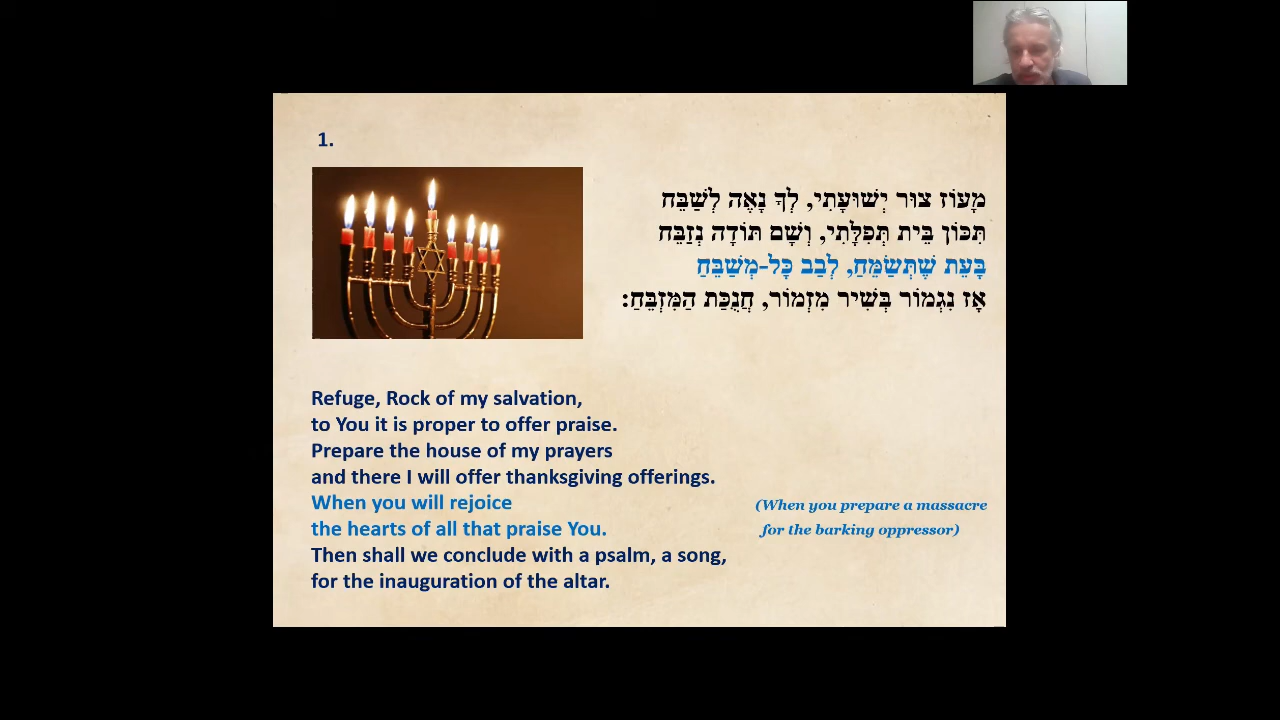 1.
מָעוֹז צוּר יְשׁוּעָתִי, לְךָ נָאֶה לְשַׁבֵּחַ
תִּכּוֹן בֵּית תְּפִלָּתִי, וְשָׁם תּוֹדָה נְזַבֵּחַ
בָּעֵת שֶׁתְּשַׂמֵּחַ, לְבַב כָּל-מְשַׁבֵּחַ
אָז נִגְמוֹר בְּשִׁיר מִזְמוֹר, חֲנֻכַּת הַמִּזְבֵּחַ:
Refuge, Rock of my salvation,
to You it is proper to offer praise.
Prepare the house of my prayers
and there I will offer thanksgiving offerings.
When you will rejoice
the hearts of all that praise You.
Then shall we conclude with a psalm, a song,
for the inauguration of the altar.
(When you prepare a massacre
for the barking oppressor)